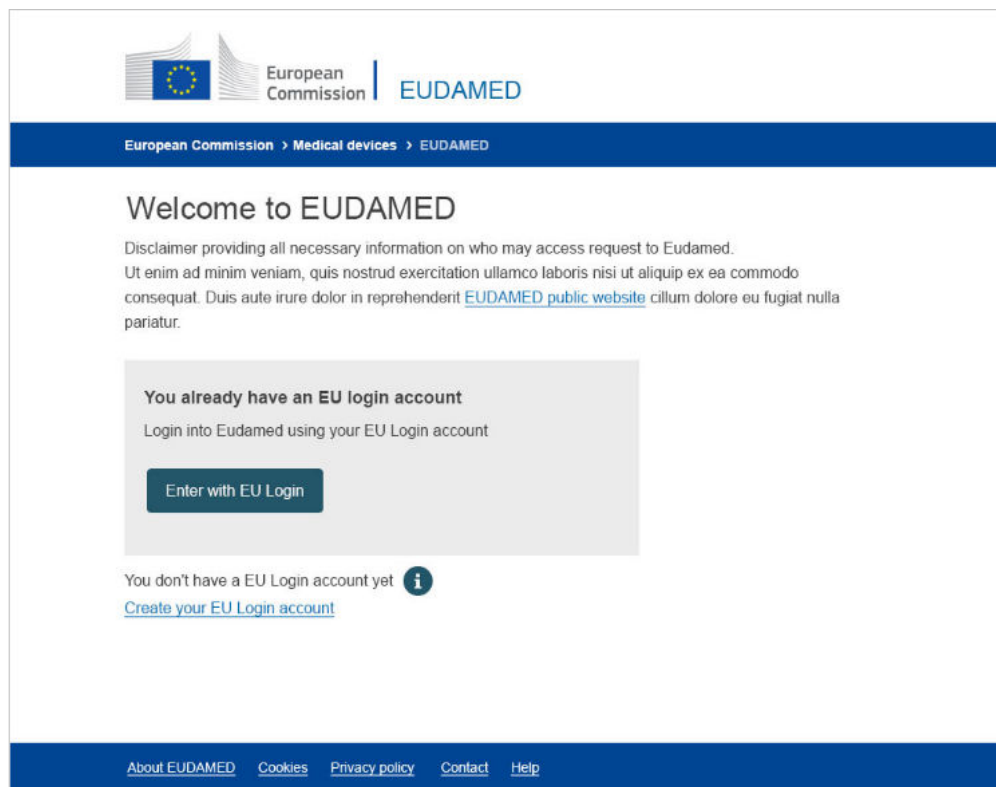 European
Commission
EUDAMED
European Commission > Medical devices > EUDAMED
Welcome to EUDAMED
Disclaimer providing all necessary information on who may access request to Eudamed.
Ut enim ad minim veniam, quis nostrud exercitation ullamco laboris nisi ut aliquip ex ea commodo
consequat. Duis aute irure dolor in reprehenderit EUDAMED public website cillum dolore eu fugiat nulla
pariatur.
You already have an EU login account
Login into Eudamed using your EU Login account
Enter with EU Login
You don't have a EU Login account yet i
Create your EU Login account
About EUDAMED Cookies Privacy policy Contact Help